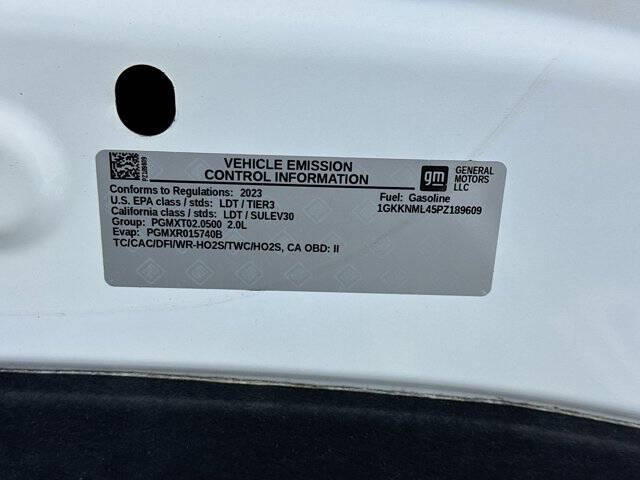 VEHICLE EMISSION
CONTROL INFORMATION
gm
GENERAL
MOTORS
LLC
Conforms to Regulations: 2023
U.S. EPA class / stds: LDT / TIER3
California class / stds: LDT / SULEV30
Group: PGMXT02.0500 2.0L
Evap: PGMXR015740B
TC/CAC/DFI/WR-HO2S/TWC/HO2S, CA OBD: II
Fuel: Gasoline
1GKKNML45PZ189609
PZ189609